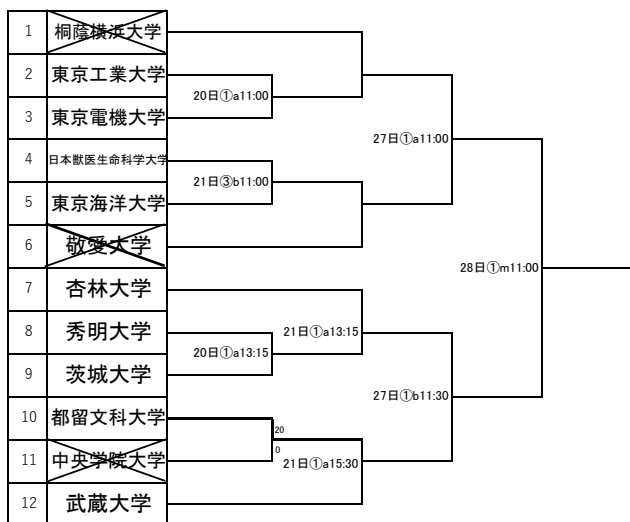 1 桐蔭横浜大学
2 東京工業大学
20日①a11:00
3 東京電機大学
27日①a11:00
4 日本獣医生命科学大学
21日③b11:00
5 東京海洋大学
6 敬愛大学
28日①m11:00
7 杏林大学
8 秀明大学
21日①a13:15
20日①a13:15
9 茨城大学
27日①b11:30
10 都留文科大学
20
0
11 中央学院大学
21日①a15:30
12 武蔵大学